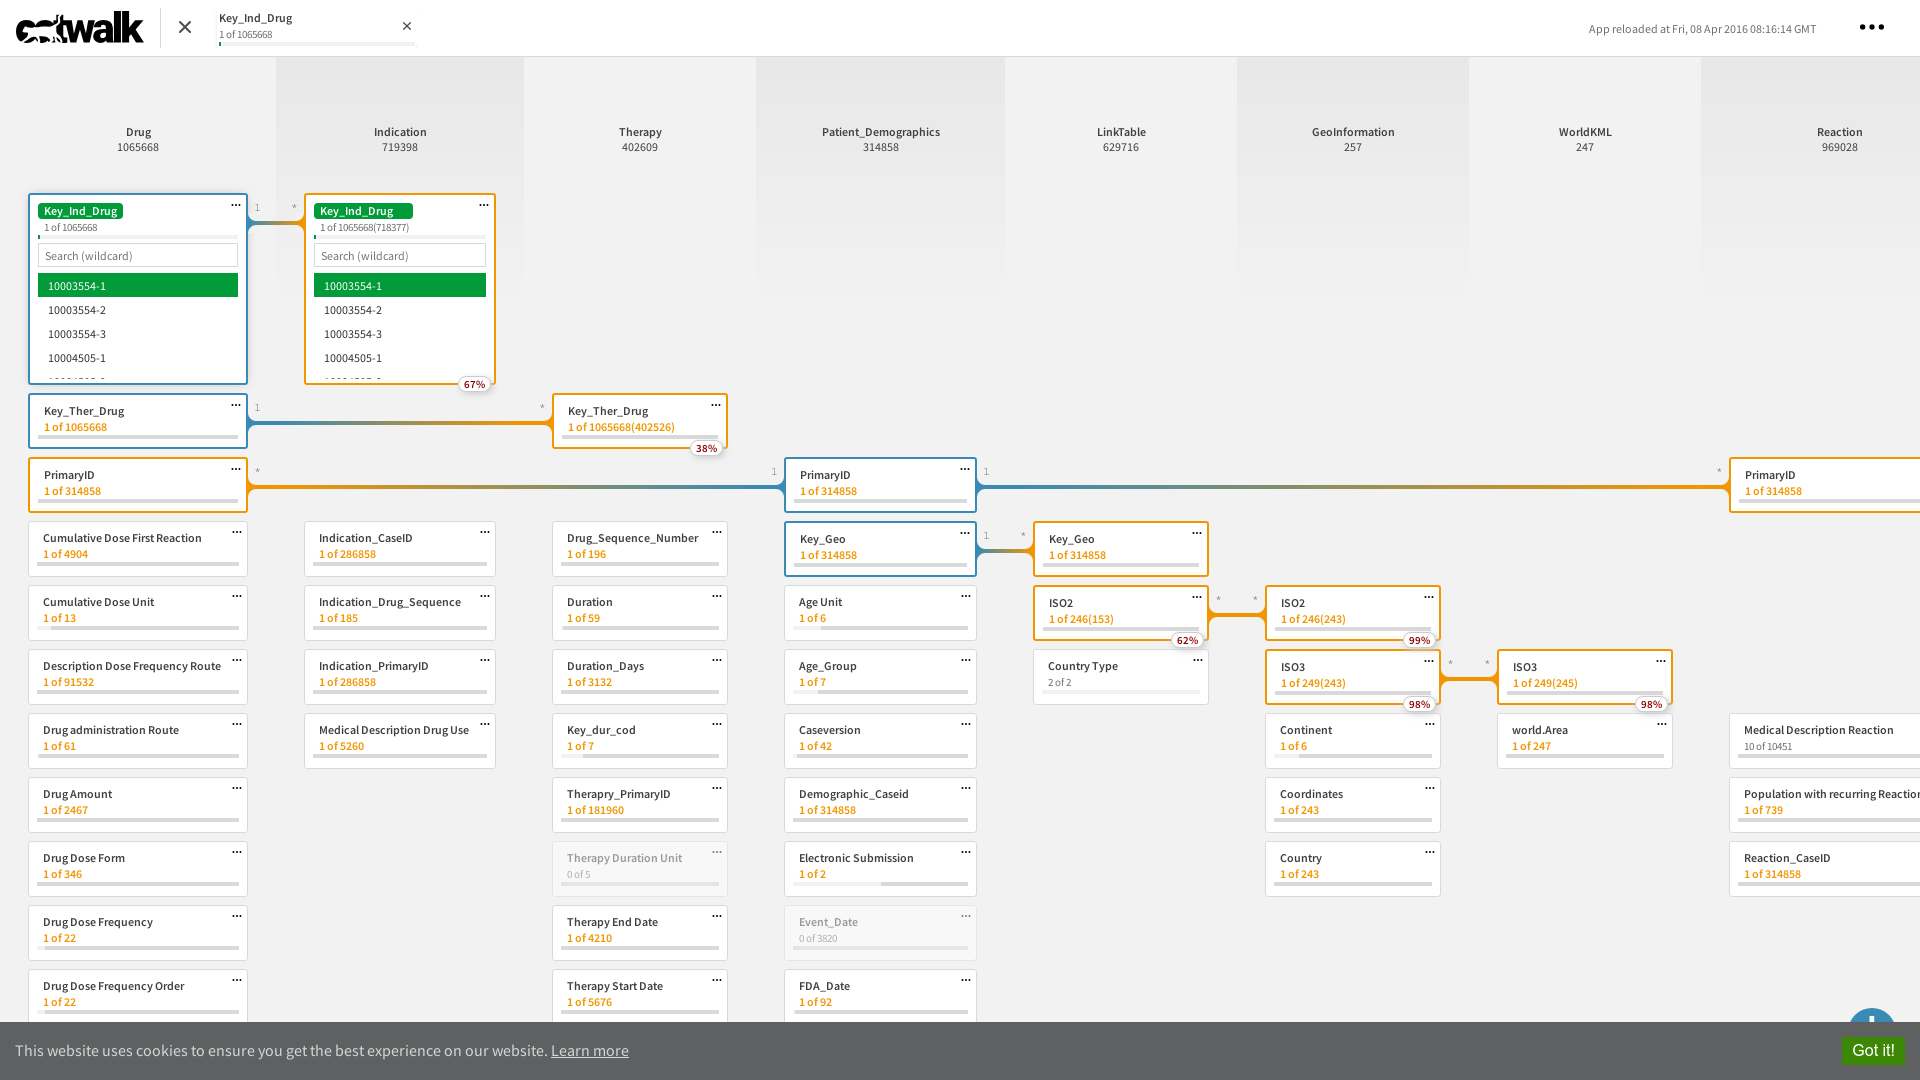 catwalk
Key_Ind_Drug
1 of 1065668
App reloaded at Fri, 08 Apr 2016 08:16:14 GMT
Drug
1065668
Indication
719398
Therapy
402609
Patient_Demographics
314858
LinkTable
629716
GeoInformation
257
WorldKML
247
Reaction
969028
Key_Ind_Drug
1 of 1065668
Search (wildcard)
10003554-1
10003554-2
10003554-3
10004505-1
1
*
Key_Ind_Drug
1 of 1065668(718377)
Search (wildcard)
10003554-1
10003554-2
10003554-3
10004505-1
67%
Key_Ther_Drug
1 of 1065668
1
*
Key_Ther_Drug
1 of 1065668(402526)
38%
PrimaryID
1 of 314858
*
1
PrimaryID
1 of 314858
1
*
PrimaryID
1 of 314858
Cumulative Dose First Reaction
1 of 4904
Indication_CaseID
1 of 286858
Drug_Sequence_Number
1 of 196
Key_Geo
1 of 314858
1
*
Key_Geo
1 of 314858
Cumulative Dose Unit
1 of 13
Indication_Drug_Sequence
1 of 185
Duration
1 of 59
Age Unit
1 of 6
ISO2
1 of 246(153)
62%
*
*
ISO2
1 of 246(243)
99%
Description Dose Frequency Route
1 of 91532
Indication_PrimaryID
1 of 286858
Duration_Days
1 of 3132
Age_Group
1 of 7
Country Type
2 of 2
ISO3
1 of 249(243)
98%
*
*
ISO3
1 of 249(245)
98%
Drug administration Route
1 of 61
Medical Description Drug Use
1 of 5260
Key_dur_cod
1 of 7
Caseversion
1 of 42
Continent
1 of 6
world.Area
1 of 247
Medical Description Reaction
10 of 10451
Drug Amount
1 of 2467
Therapry_PrimaryID
1 of 181960
Demographic_Caseid
1 of 314858
Coordinates
1 of 243
Population with recurring Reaction
1 of 739
Drug Dose Form
1 of 346
Therapy Duration Unit
0 of 5
Electronic Submission
1 of 2
Country
1 of 243
Reaction_CaseID
1 of 314858
Drug Dose Frequency
1 of 22
Therapy End Date
1 of 4210
Event_Date
0 of 3820
Drug Dose Frequency Order
1 of 22
Therapy Start Date
1 of 5676
FDA_Date
1 of 92
This website uses cookies to ensure you get the best experience on our website. Learn more
Got it!